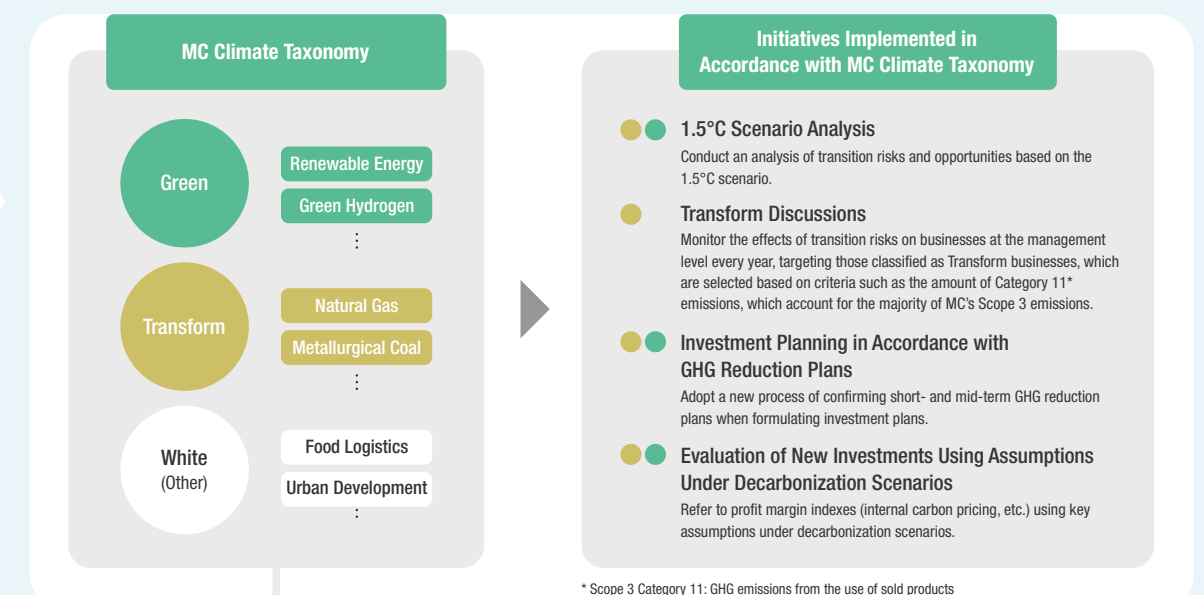 MC Climate Taxonomy
Green
Renewable Energy
Green Hydrogen
⋮
Transform
Natural Gas
Metallurgical Coal
⋮
White
(Other)
Food Logistics
Urban Development
⋮
Initiatives Implemented in
Accordance with MC Climate Taxonomy
1.5°C Scenario Analysis
Conduct an analysis of transition risks and opportunities based on the
1.5°C scenario.
Transform Discussions
Monitor the effects of transition risks on businesses at the management
level every year, targeting those classified as Transform businesses, which
are selected based on criteria such as the amount of Category 11*
emissions, which account for the majority of MC's Scope 3 emissions.
Investment Planning in Accordance with
GHG Reduction Plans
Adopt a new process of confirming short- and mid-term GHG reduction
plans when formulating investment plans.
Evaluation of New Investments Using Assumptions
Under Decarbonization Scenarios
Refer to profit margin indexes (internal carbon pricing, etc.) using key
assumptions under decarbonization scenarios.
* Scope 3 Category 11: GHG emissions from the use of sold products